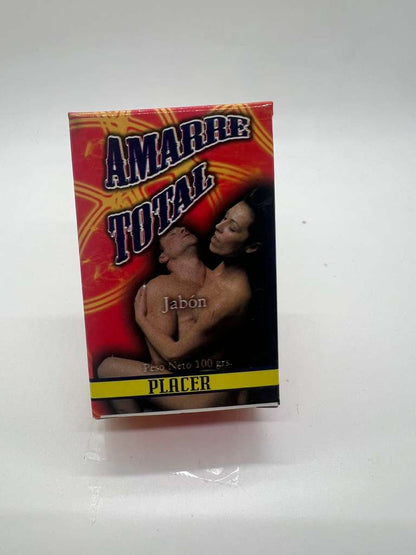 AMARRE
TOTAL
Jabón
Peso Neto 100 grs.
PLACER